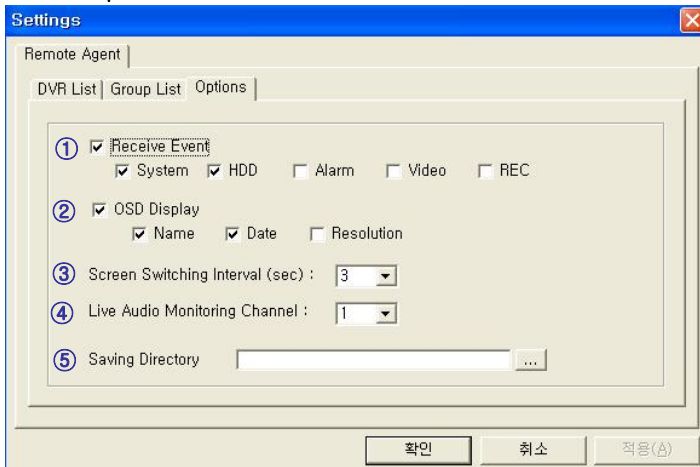 Settings
Remote Agent
DVR List Group List Options
① Receive Event
System HDD Alarm Video REC
② OSD Display
Name Date Resolution
③ Screen Switching Interval (sec) : 3
④ Live Audio Monitoring Channel : 1
⑤ Saving Directory ...
확인 취소 적용(A)